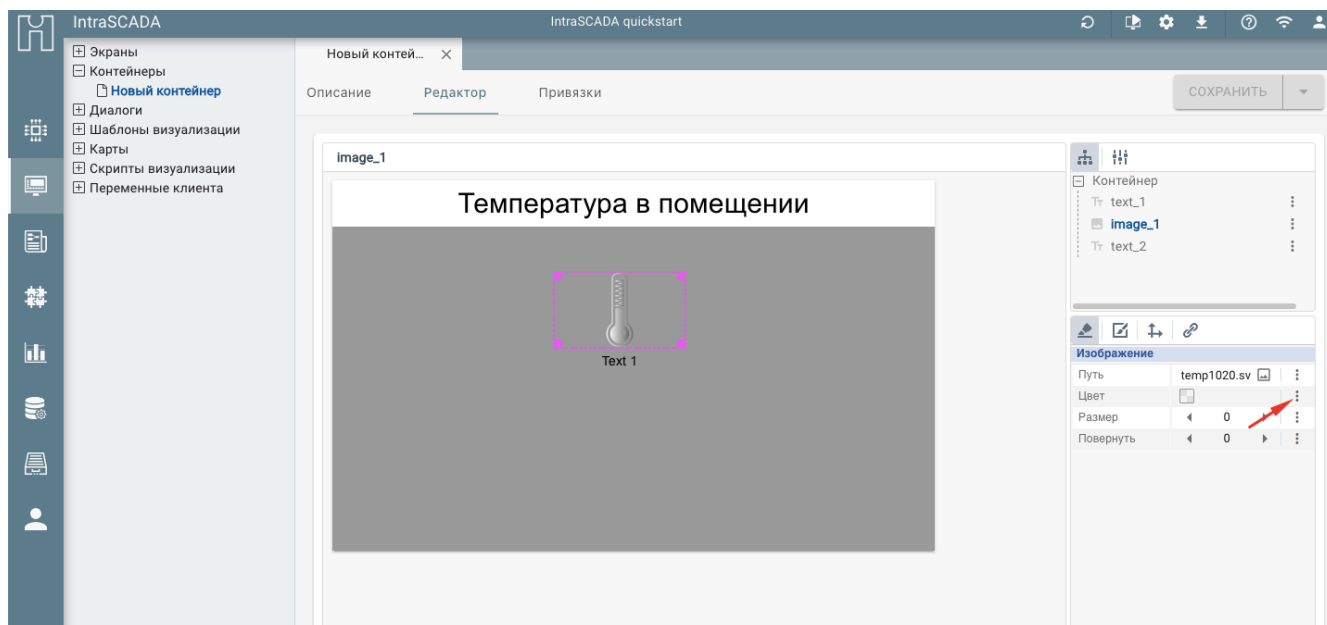 IntraSCADA
IntraSCADA quickstart
Экраны
Контейнеры
Новый контейнер
Диалоги
Шаблоны визуализации
Карты
Скрипты визуализации
Переменные клиента
Новый контей...
Описание
Редактор
Привязки
СОХРАНИТЬ
image_1
Температура в помещении
Text 1
Контейнер
Tт text_1
image_1
Tт text_2
Изображение
Путь temp1020.sv
Цвет
Размер 0
Повернуть 0